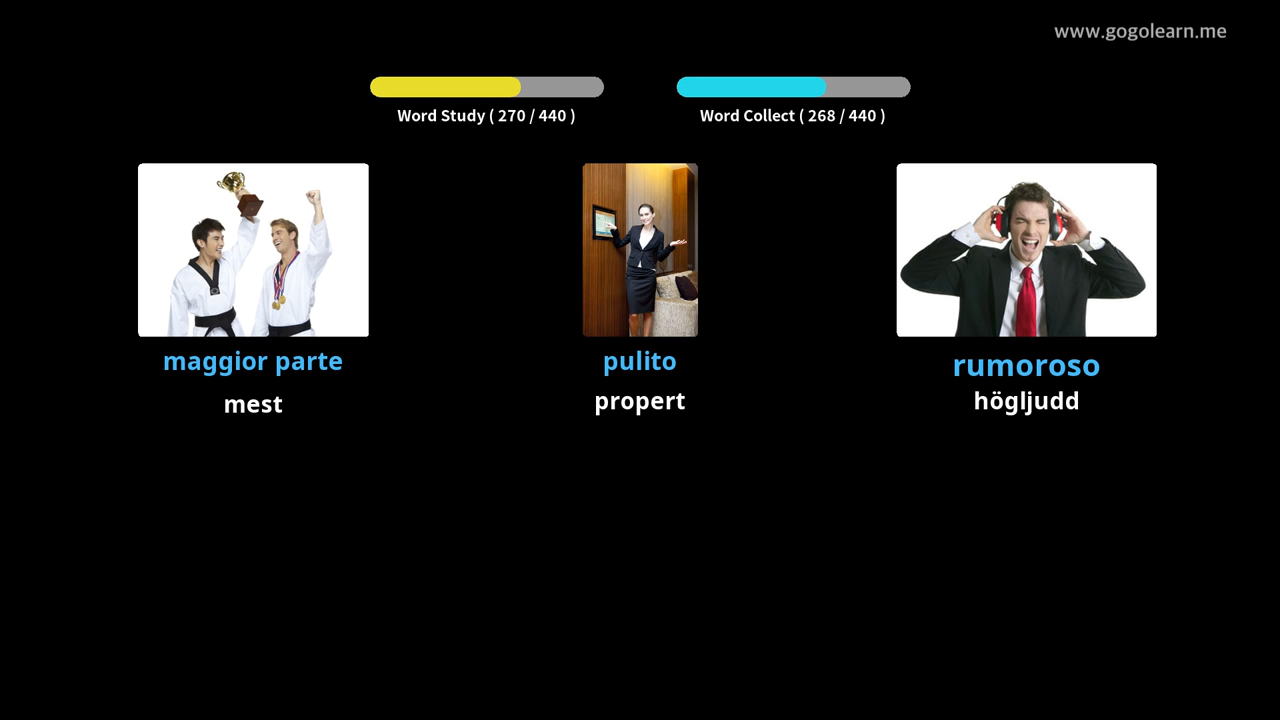 www.gogolearn.me
Word Study ( 270 / 440 )
Word Collect ( 268 / 440 )
maggior parte
mest
pulito
propert
rumoroso
högljudd